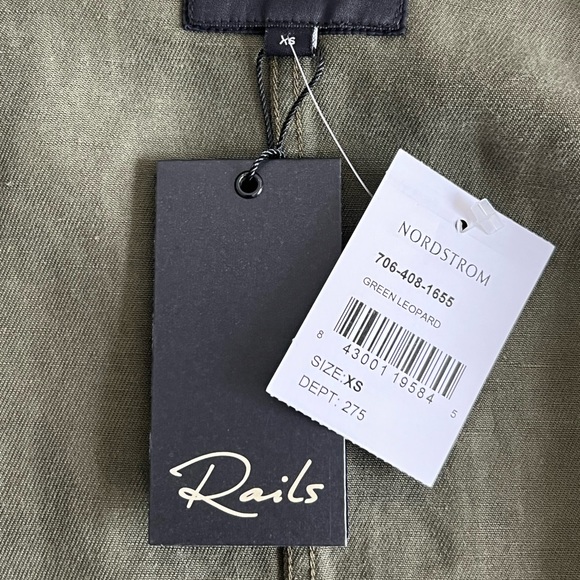 XS
NORDSTROM
706-408-1655
GREEN LEOPARD
8 43001 19584 5
SIZE:XS
DEPT: 275
Rails